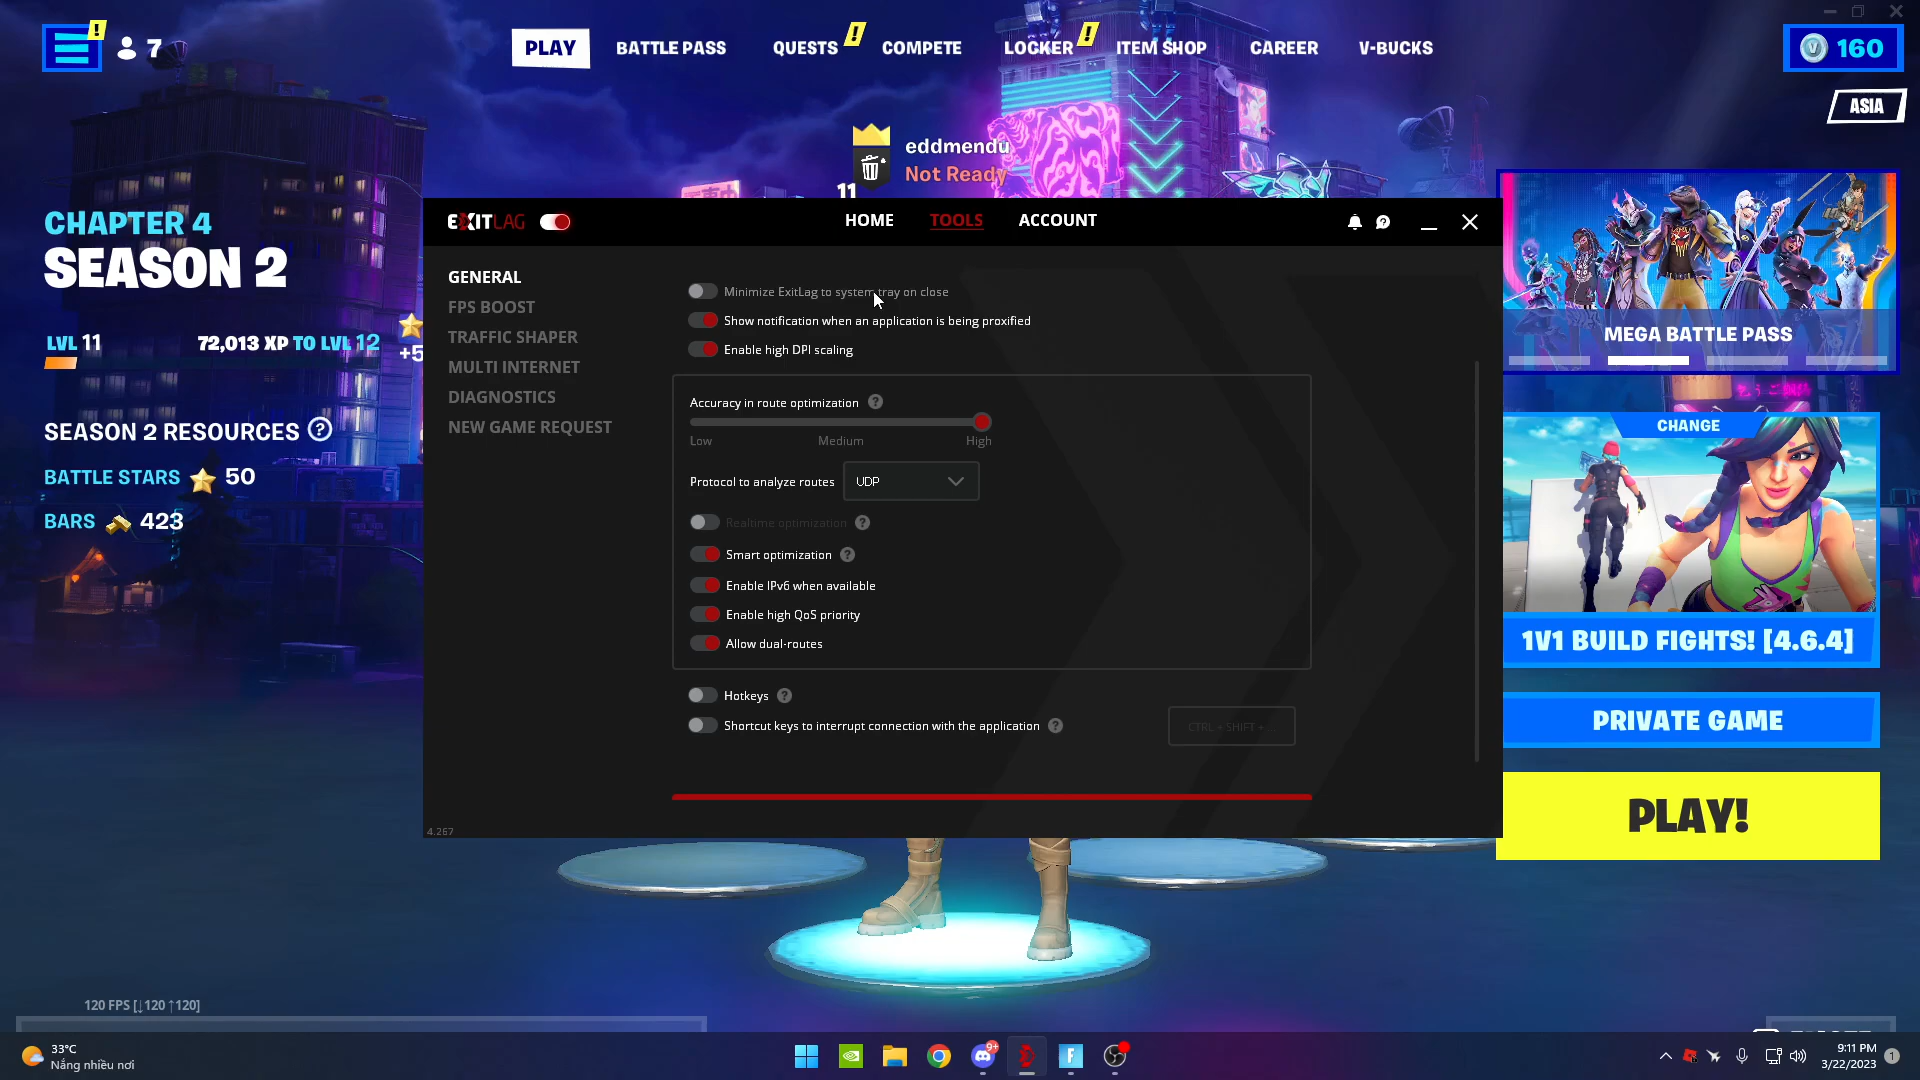 7
PLAY
BATTLE PASS
QUESTS
COMPETE
LOCKER
ITEM SHOP
CAREER
V-BUCKS
160
ASIA
eddmendu
Not Ready
11
CHAPTER 4
SEASON 2
LVL 11
72,013 XP TO LVL 12
+5
SEASON 2 RESOURCES ?
BATTLE STARS 50
BARS 423
EXITLAG
HOME
TOOLS
ACCOUNT
GENERAL
FPS BOOST
TRAFFIC SHAPER
MULTI INTERNET
DIAGNOSTICS
NEW GAME REQUEST
Minimize ExitLag to system tray on close
Show notification when an application is being proxified
Enable high DPI scaling
Accuracy in route optimization ?
Low Medium High
Protocol to analyze routes UDP
Realtime optimization ?
Smart optimization ?
Enable IPv6 when available
Enable high QoS priority
Allow dual-routes
Hotkeys ?
Shortcut keys to interrupt connection with the application ?
CTRL + SHIFT +
4.267
MEGA BATTLE PASS
CHANGE
1V1 BUILD FIGHTS! [4.6.4]
PRIVATE GAME
PLAY!
120 FPS [↓120 ↑120]
33°C
Nắng nhiều nơi
9+
9:11 PM
3/22/2023
1